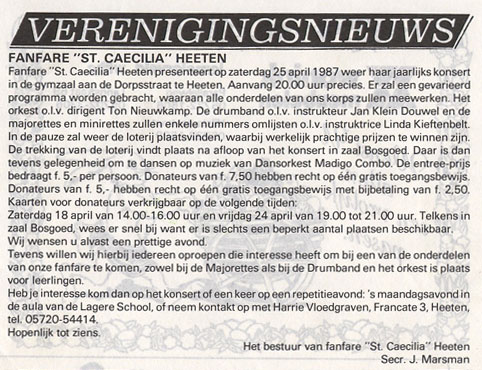 VERENIGINGSNIEUWS
FANFARE "ST. CAECILIA" HEETEN
Fanfare "St. Caecilia" Heeten presenteert op zaterdag 25 april 1987 weer haar jaarlijks konsert
in de gymzaal aan de Dorpsstraat te Heeten. Aanvang 20.00 uur precies. Er zal een gevarieerd
programma worden gebracht, waaraan alle onderdelen van ons korps zullen meewerken. Het
orkest o.l.v. dirigent Ton Nieuwkamp. De drumband o.l.v. instrukteur Jan Klein Douwel en de
majorettes en minirettes zullen enkele nummers omlijsten o.l.v. instruktrice Linda Kieftenbelt.
In de pauze zal weer de loterij plaatsvinden, waarbij werkelijk prachtige prijzen te winnen zijn.
De trekking van de loterij vindt plaats na afloop van het konsert in zaal Bosgoed. Daar is dan
tevens gelegenheid om te dansen op muziek van Dansorkest Madigo Combo. De entree-prijs
bedraagt f. 5,- per persoon. Donateurs van f. 7,50 hebben recht op één gratis toegangsbewijs.
Donateurs van f. 5,- hebben recht op één gratis toegangsbewijs met bijbetaling van f. 2,50.
Kaarten voor donateurs verkrijgbaar op de volgende tijden:
Zaterdag 18 april van 14.00-16.00 uur en vrijdag 24 april van 19.00 tot 21.00 uur. Telkens in
zaal Bosgoed, wees er snel bij want er is slechts een beperkt aantal plaatsen beschikbaar.
Wij wensen u alvast een prettige avond.
Tevens willen wij hierbij iedereen oproepen die interesse heeft om bij een van de onderdelen
van onze fanfare te komen, zowel bij de Majorettes als bij de Drumband en het orkest is plaats
voor leerlingen.
Heb je interesse kom dan op het konsert of een keer op een repetitieavond: 's maandagsavond in
de aula van de Lagere School, of neem kontakt op met Harrie Vloedgraven, Francate 3, Heeten,
tel. 05720-54414.
Hopenlijk tot ziens.
Het bestuur van fanfare "St. Caecilia" Heeten
Secr. J. Marsman